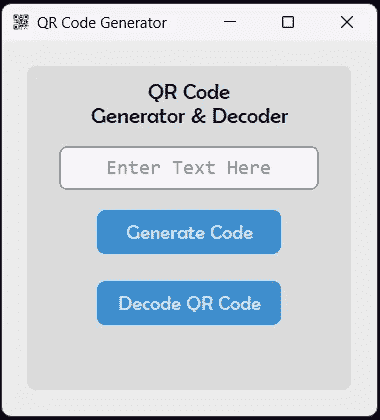 QR Code Generator
QR Code
Generator & Decoder
Enter Text Here
Generate Code
Decode QR Code